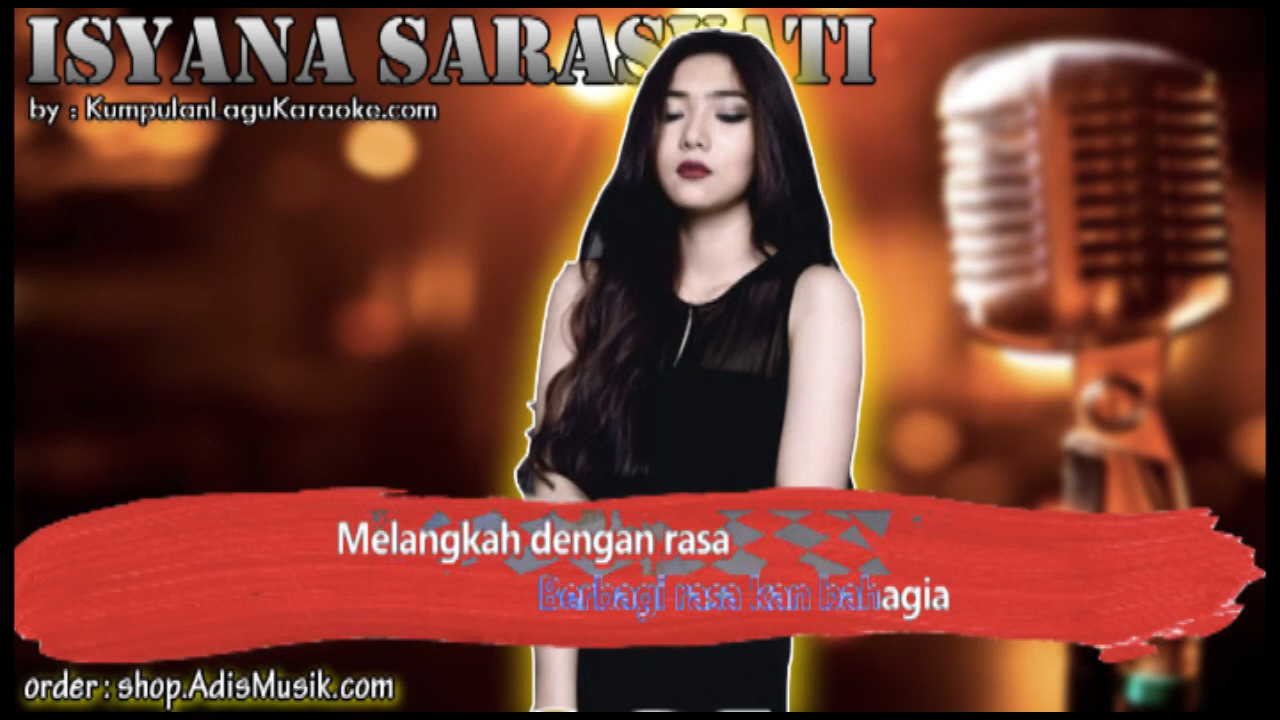 ISYANA SARASWATI
by : KumpulanLaguKaraoke.com
Melangkah dengan rasa
Berbagi rasa kan bahagia
order : shop.AdisMusik.com